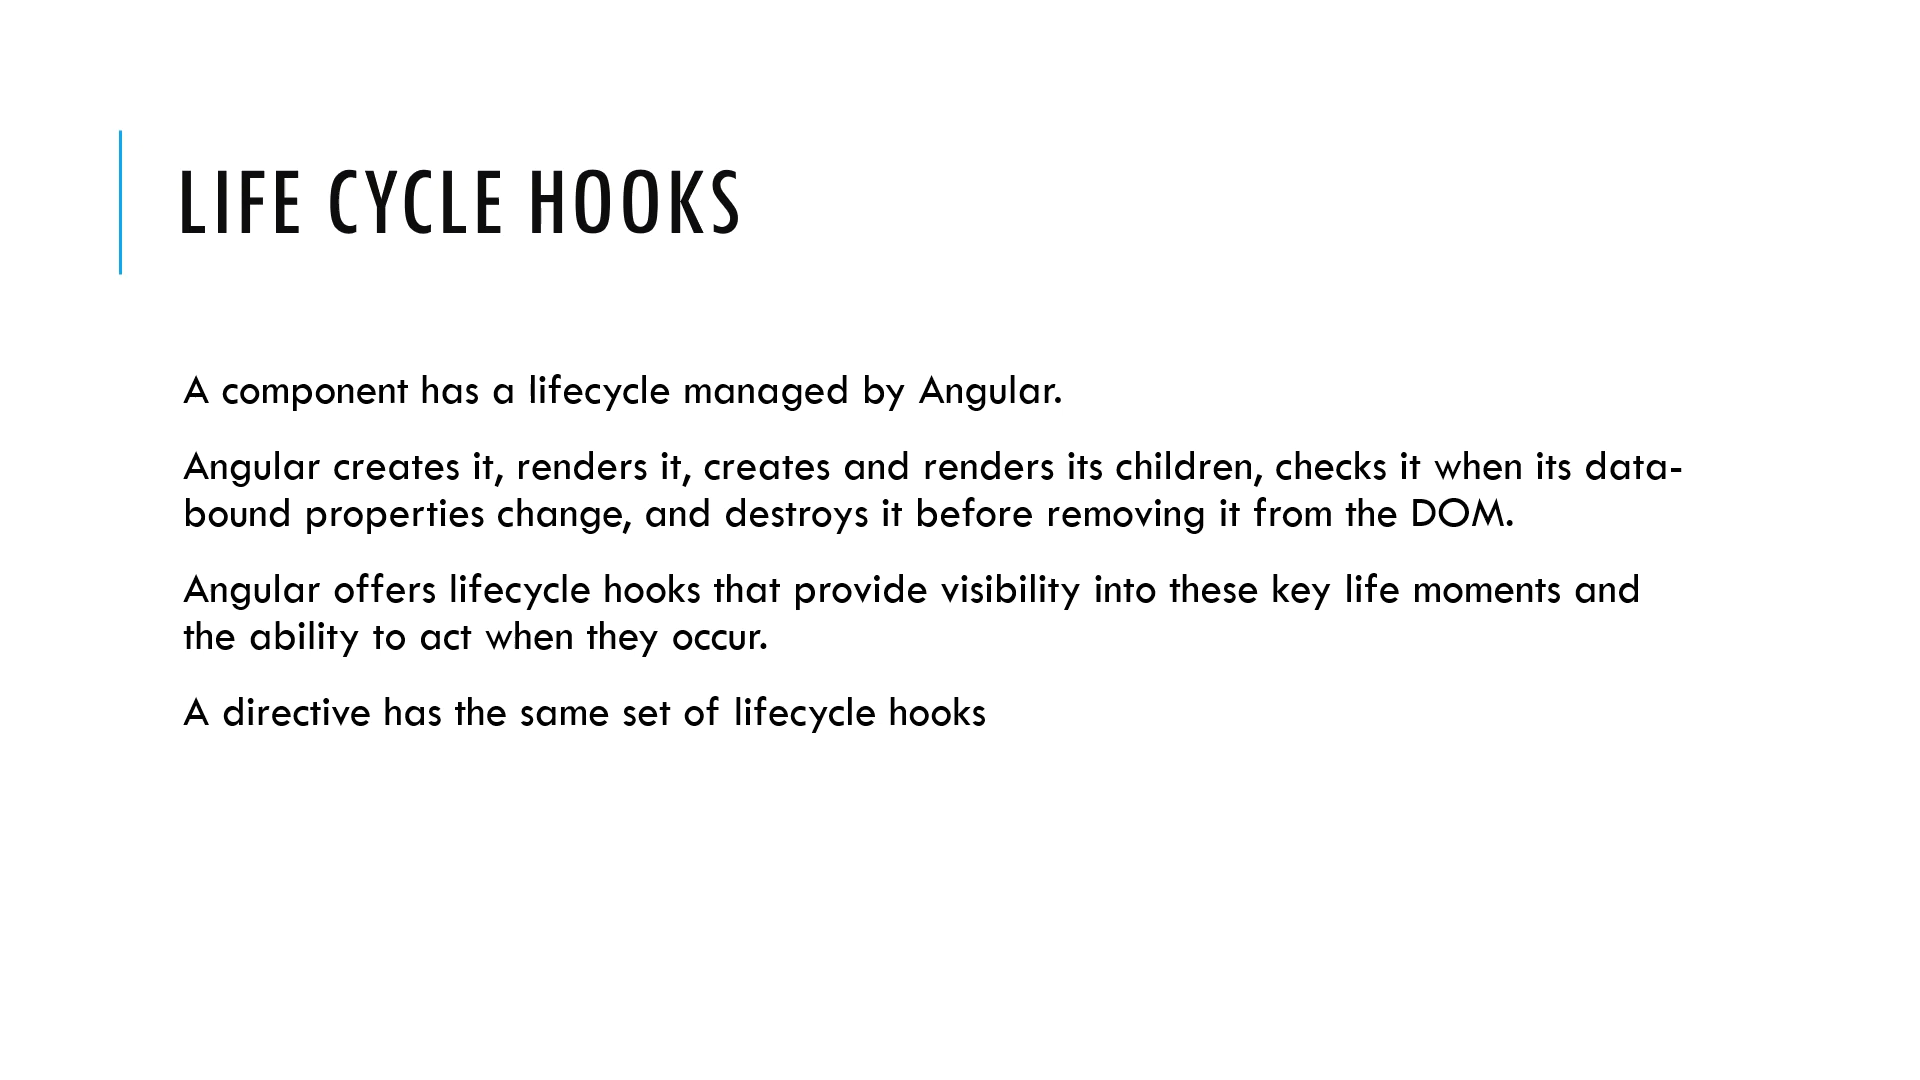 LIFE CYCLE HOOKS
A component has a lifecycle managed by Angular.
Angular creates it, renders it, creates and renders its children, checks it when its data-
bound properties change, and destroys it before removing it from the DOM.
Angular offers lifecycle hooks that provide visibility into these key life moments and
the ability to act when they occur.
A directive has the same set of lifecycle hooks